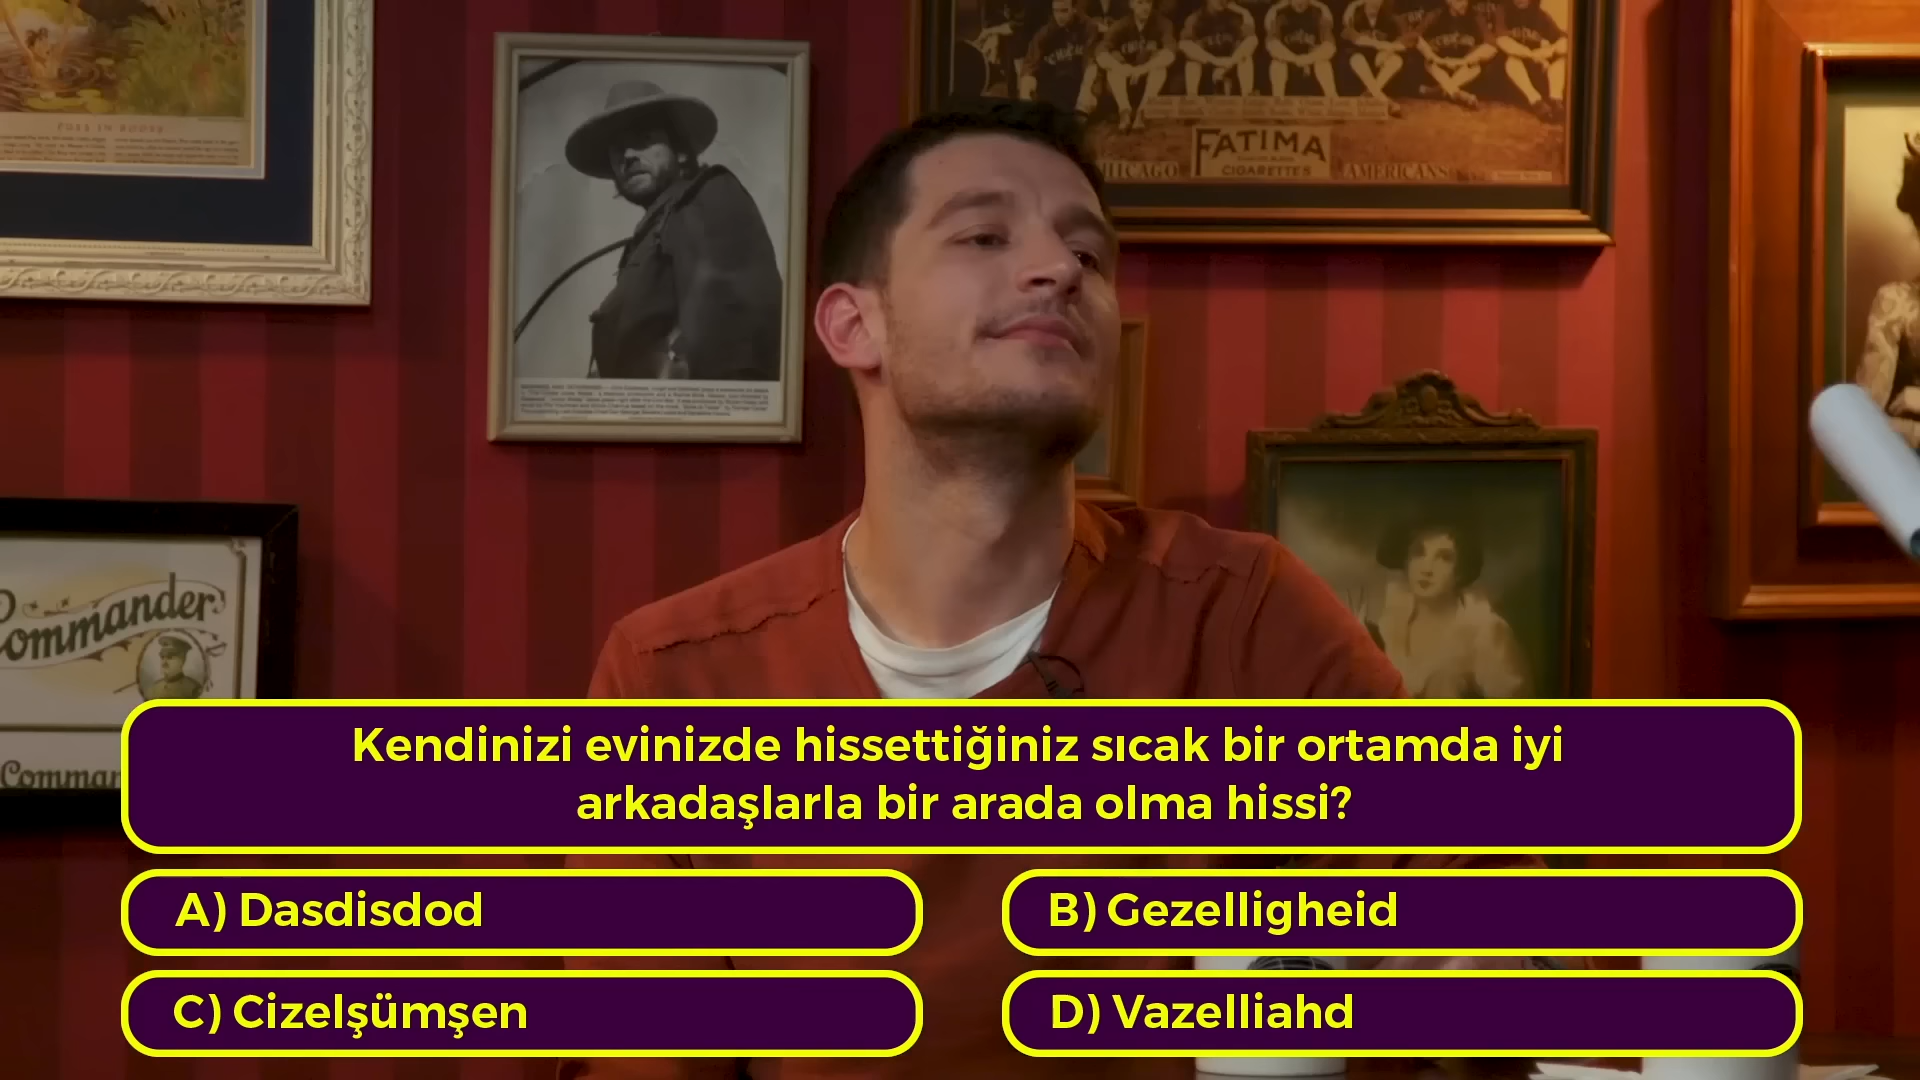 FATIMA
CIGARETTES
CHICAGO
AMERICANS
Commander
Kendinizi evinizde hissettiğiniz sıcak bir ortamda iyi
arkadaşlarla bir arada olma hissi?
A) Dasdisdod
B) Gezelligheid
C) Cizelşümşen
D) Vazelliahd